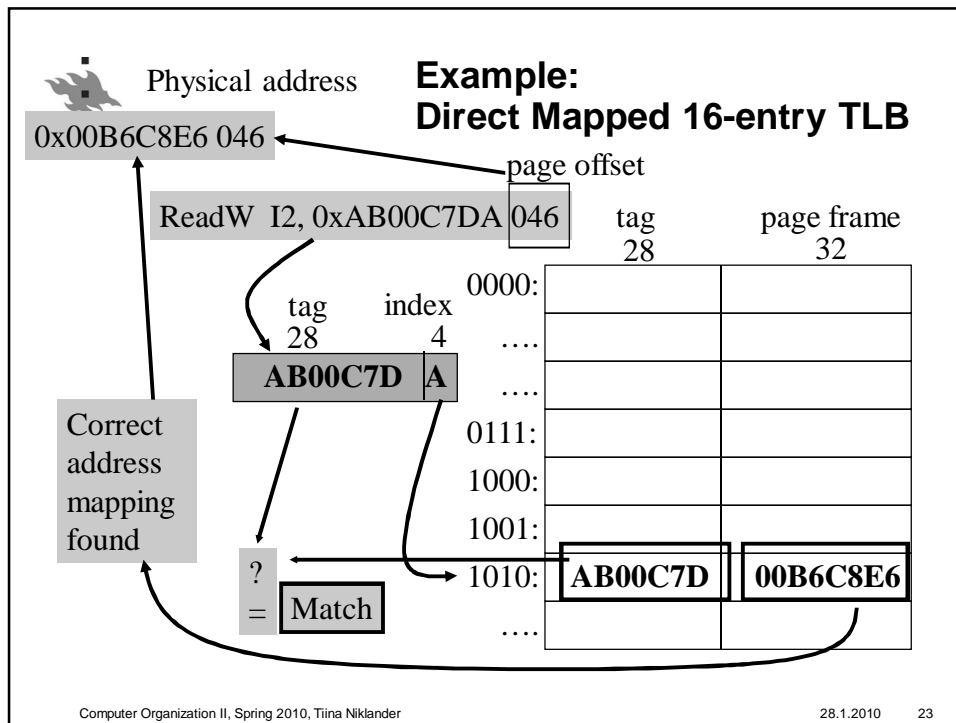 Physical address
Example:
Direct Mapped 16-entry TLB
0x00B6C8E6 046
page offset
ReadW I2, 0xAB00C7DA 046
tag page frame
28 32
0000:
tag index
28 4
....
AB00C7D A
....
Correct
address
mapping
found
0111:
1000:
1001:
?
= Match
1010: AB00C7D 00B6C8E6
....
Computer Organization II, Spring 2010, Tiina Niklander 28.1.2010 23